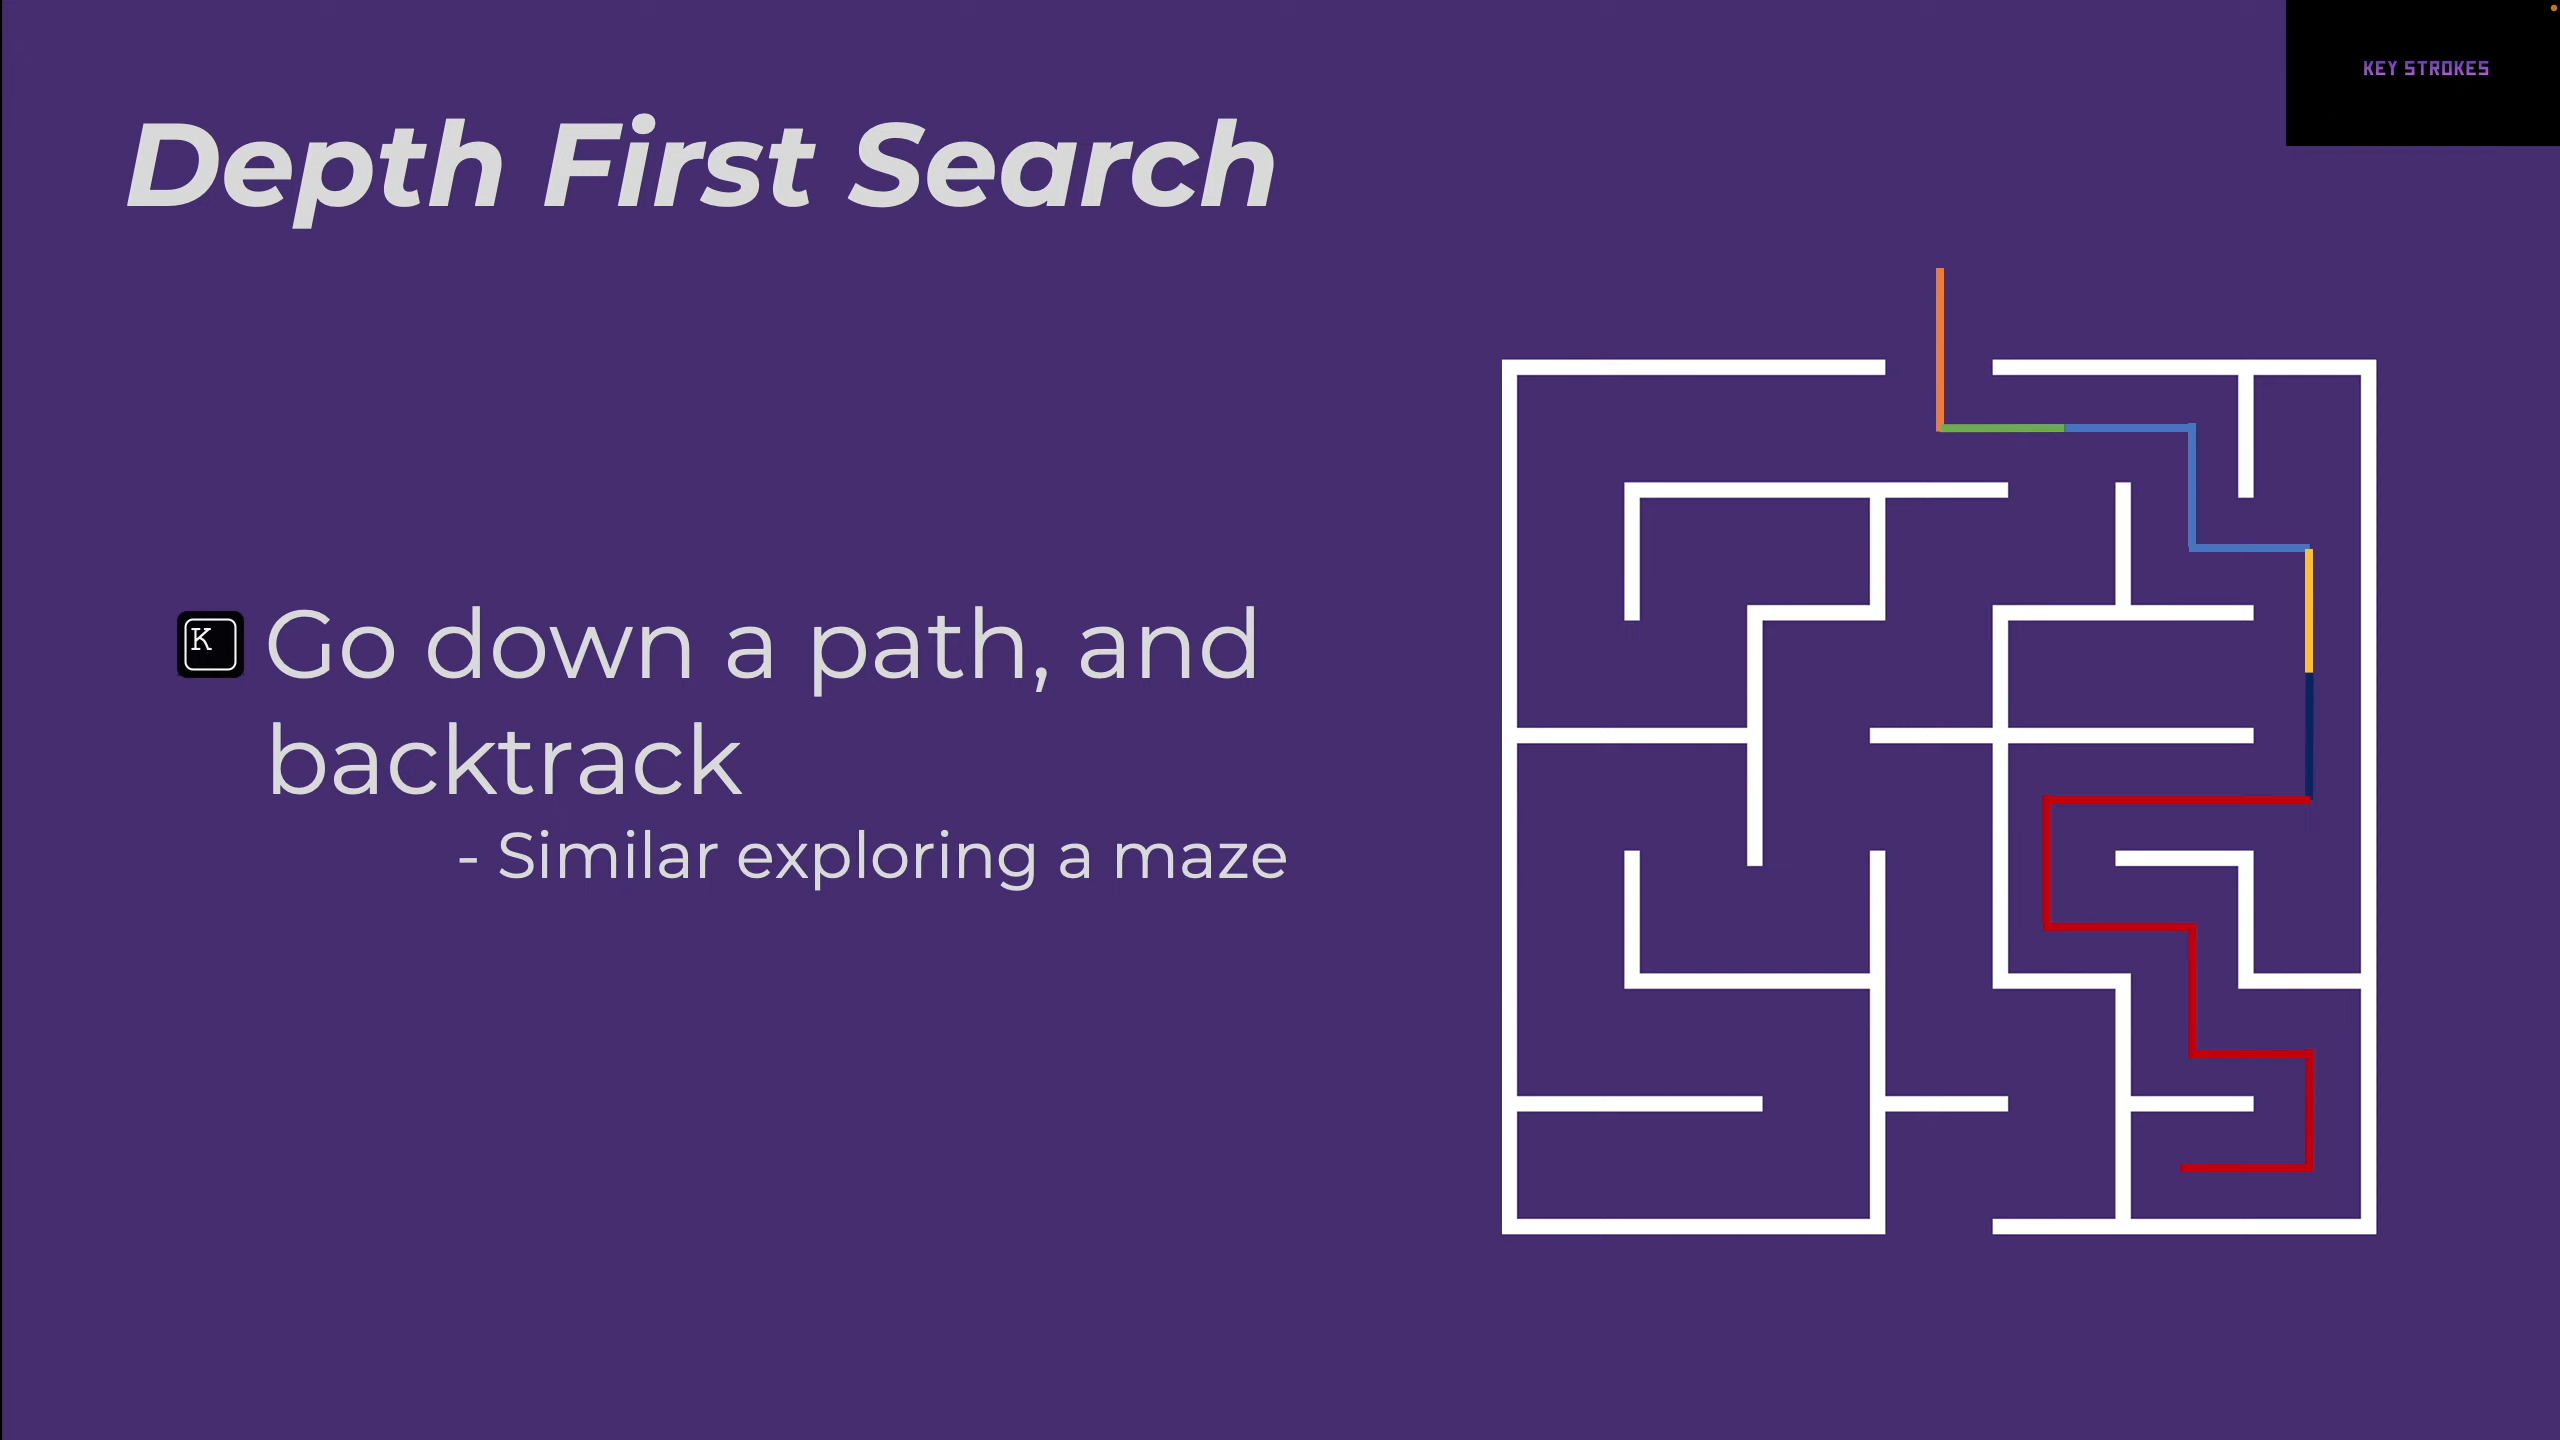 KEY STROKES
Depth First Search
K Go down a path, and
backtrack
- Similar exploring a maze